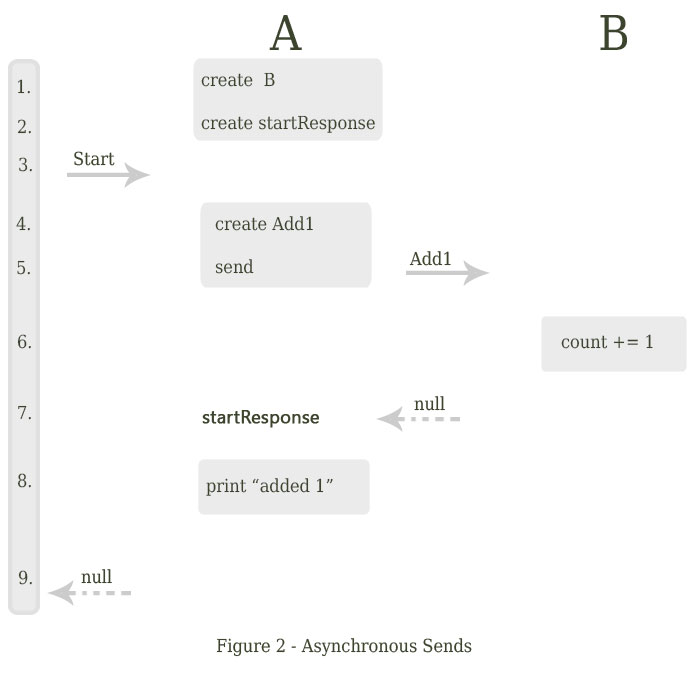 A B
1. create  B
2. create startResponse
3. Start
4. create Add1
5. send Add1
6. count += 1
7. startResponse null
8. print “added 1”
9. null
Figure 2 - Asynchronous Sends